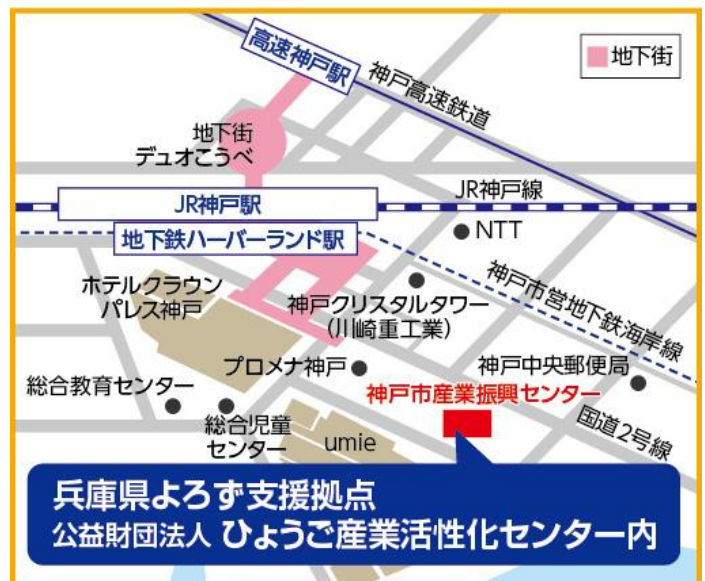 高速神戸駅
地下街
神戸高速鉄道
地下街
デュオこうべ
JR神戸線
JR神戸駅
NTT
地下鉄ハーバーランド駅
神戸市営地下鉄海岸線
ホテルクラウン
パレス神戸
神戸クリスタルタワー
(川崎重工業)
プロメナ神戸
神戸中央郵便局
総合教育センター
神戸市産業振興センター
国道2号線
総合児童
センター
umie
兵庫県よろず支援拠点
公益財団法人 ひょうご産業活性化センター内